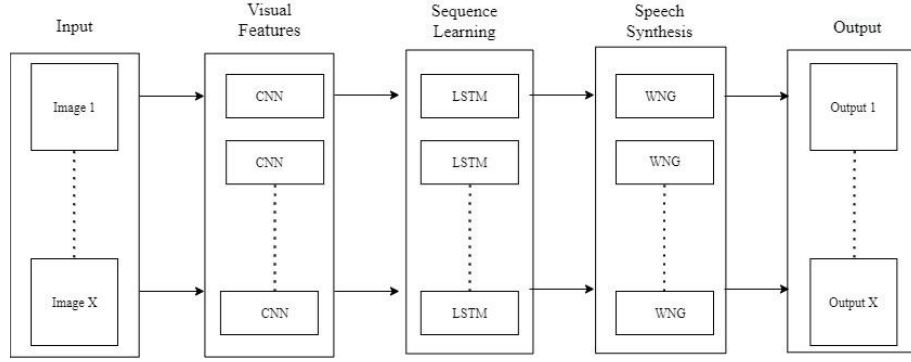 Input
Visual
Features
Sequence
Learning
Speech
Synthesis
Output
Image 1
CNN
LSTM
WNG
Output 1
CNN
LSTM
WNG
Image X
CNN
LSTM
WNG
Output X